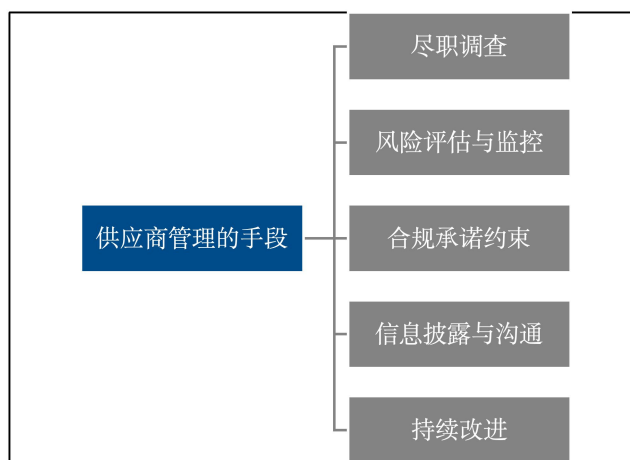 尽职调查
风险评估与监控
供应商管理的手段
合规承诺约束
信息披露与沟通
持续改进